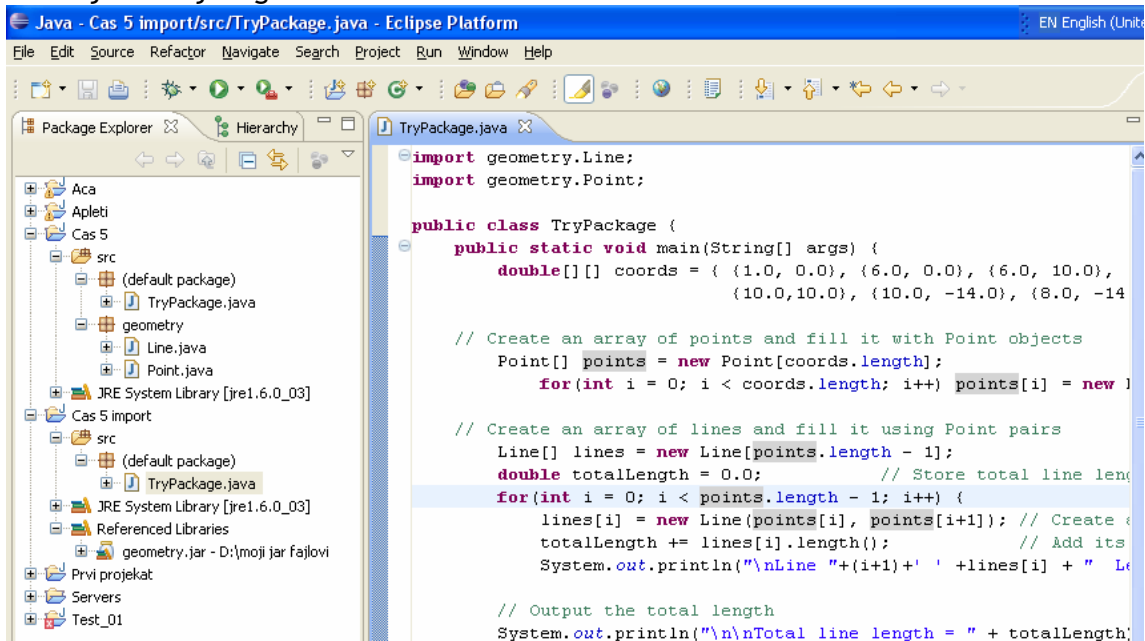 Java - Cas 5 import/src/TryPackage.java - Eclipse Platform
EN English (Unite
File Edit Source Refactor Navigate Search Project Run Window Help
Package Explorer
Hierarchy
TryPackage.java
Aca
Apleti
Cas 5
src
(default package)
TryPackage.java
geometry
Line.java
Point.java
JRE System Library [jre1.6.0_03]
Cas 5 import
src
(default package)
TryPackage.java
JRE System Library [jre1.6.0_03]
Referenced Libraries
geometry.jar - D:\moji jar fajlovi
Prvi projekat
Servers
Test_01
import geometry.Line;
import geometry.Point;
public class TryPackage {
public static void main(String[] args) {
double[][] coords = { {1.0, 0.0}, {6.0, 0.0}, {6.0, 10.0},
{10.0,10.0}, {10.0, -14.0}, {8.0, -14
// Create an array of points and fill it with Point objects
Point[] points = new Point[coords.length];
for(int i = 0; i < coords.length; i++) points[i] = new
// Create an array of lines and fill it using Point pairs
Line[] lines = new Line[points.length - 1];
double totalLength = 0.0; // Store total line leng
for(int i = 0; i < points.length - 1; i++) {
lines[i] = new Line(points[i], points[i+1]); // Create
totalLength += lines[i].length(); // Add its
System.out.println("\nLine "+(i+1)+' ' +lines[i] + " Le
// Output the total length
System.out.println("\n\nTotal line length = " + totalLength